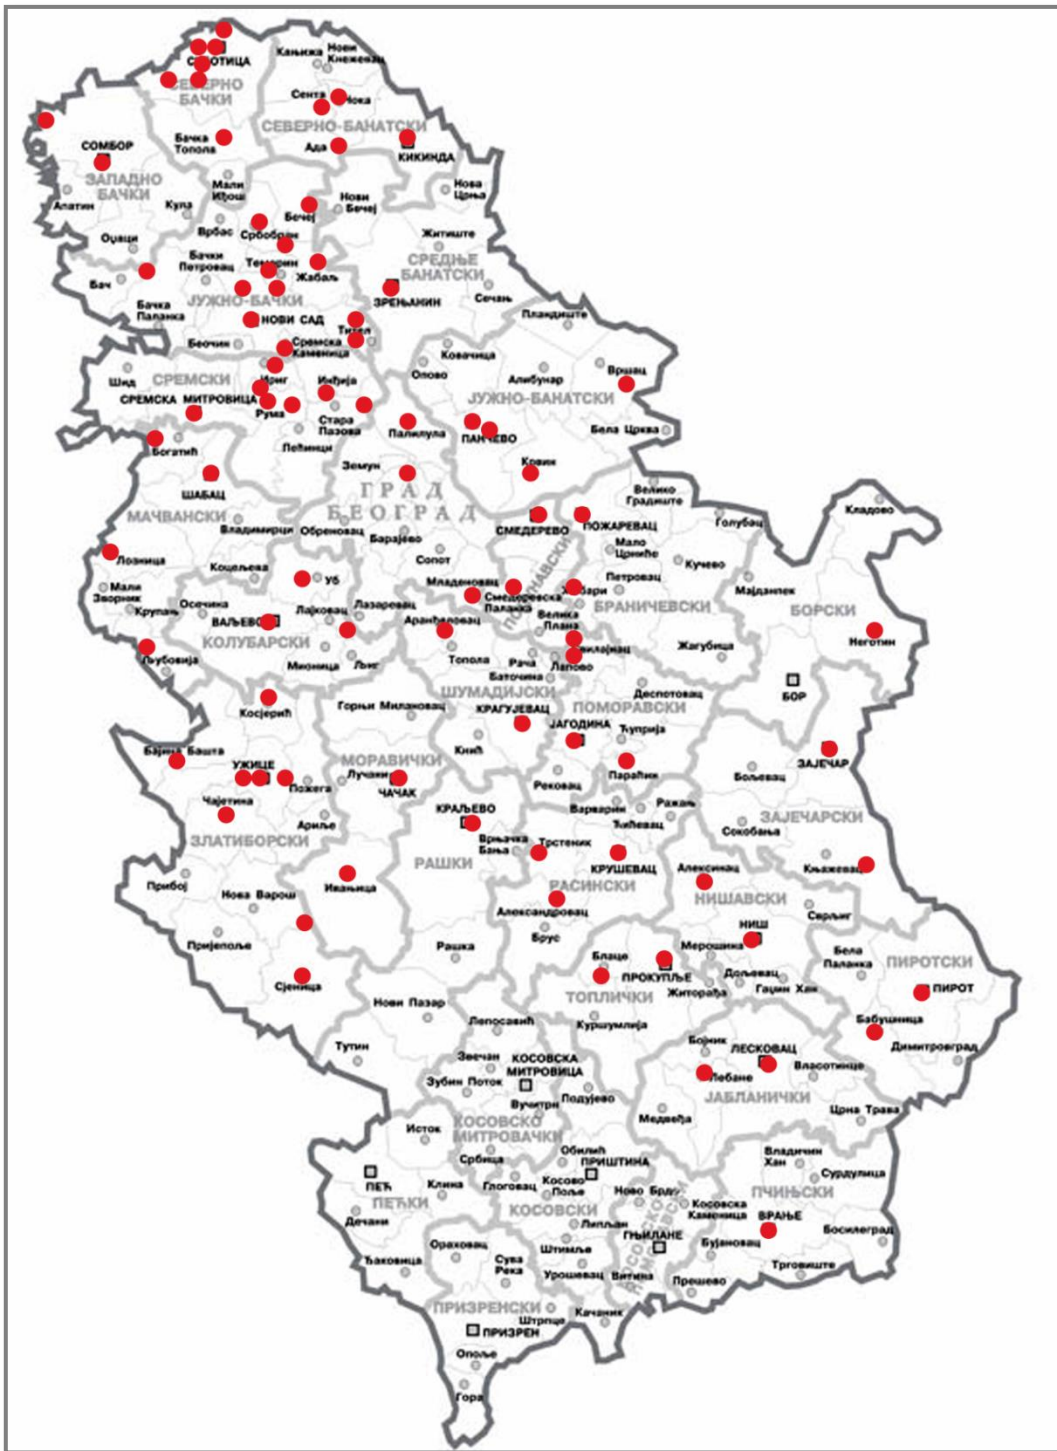 Кањижа
Нови
Кнежевац
СЕВЕРНО
БАЧКИ
Сента
СЕВЕРНО-БАНАТСКИ
Бачка
Топола
Ада
КИКИНДА
СОМБОР
ЗАПАДНО
БАЧКИ
Апатин
Кула
Мали
Иђош
Нова
Црња
Нови
Бечеј
Бечеј
Врбас
Србобран
Оџаци
Житиште
СРЕДЊЕ
БАНАТСКИ
Бач
Бачки
Петровац
Жабаљ
ЗРЕЊАНИН
Сечањ
ЈУЖНО-БАЧКИ
Бачка
Паланка
НОВИ САД
Пландиште
Беочин
Сремска
Каменица
Ковачица
Опово
Алибунар
Вршац
Шид
СРЕМСКИ
Инђија
ЈУЖНО-БАНАТСКИ
СРЕМСКА МИТРОВИЦА
Рума
Стара
Пазова
Палилула
Бела Црква
Богатић
Пећинци
Земун
Ковин
ШАБАЦ
ГРАД
БЕОГРАД
Велико
Градиште
МАЧВАНСКИ
Владимирци
Обреновац
Барајево
СМЕДЕРЕВО
ПОЖАРЕВАЦ
Голубац
Кладово
Лозница
Коцељева
Уб
Сопот
Мало
Црниће
Кучево
Мали
Зворник
Крупањ
Осечина
Младеновац
Смедеревска
Паланка
Петровац
Мајданпек
БРАНИЧЕВСКИ
БОРСКИ
ВАЉЕВО
Лајковац
Лазаревац
Аранђеловац
Велика
Плана
КОЛУБАРСКИ
Жагубица
Неготин
Љубовија
Мионица
Љиг
Топола
Рача
Лапово
Баточина
БОР
ШУМАДИЈСКИ
Деспотовац
ПОМОРАВСКИ
Косјерић
Горњи Милановац
КРАГУЈЕВАЦ
ЈАГОДИНА
Ћуприја
Бајина Башта
МОРАВИЧКИ
Кнић
ЗАЈЕЧАР
УЖИЦЕ
Лучани
ЧАЧАК
Пожега
Рековац
Параћин
Бољевац
Чајетина
Ариље
КРАЉЕВО
Варварин
Ражањ
Ћићевац
ЗАЈЕЧАРСКИ
Сокобања
ЗЛАТИБОРСКИ
РАШКИ
Врњачка
Бања
Трстеник
КРУШЕВАЦ
Алексинац
Књажевац
Прибој
Нова Варош
Ивањица
РАСИНСКИ
НИШАВСКИ
Александровац
Сврљиг
Брус
НИШ
Пријепоље
Рашка
Мерошина
Бела
Паланка
ПИРОТСКИ
Блаце
ПРОКУПЉЕ
Дољевац
Гаџин Хан
Житорађа
ПИРОТ
Сјеница
ТОПЛИЧКИ
Нови Пазар
Куршумлија
Бабушница
Димитровград
Лепосавић
Тутин
Звечан
КОСОВСКА
МИТРОВИЦА
Бојник
ЛЕСКОВАЦ
Власотинце
Зубин Поток
Вучитрн
Подујево
ЈАБЛАНИЧКИ
Медвеђа
Црна Трава
Исток
КОСОВСКО
МИТРОВАЧКИ
Србица
Обилић
ПРИШТИНА
Владичин
Хан
Сурдулица
ПЕЋ
Клина
Глоговац
Косово
Поље
Ново Брдо
ПЧИЊСКИ
ПЕЋКИ
КОСОВСКИ
Косовска
Каменица
ВРАЊЕ
Дечани
Липљан
ГЊИЛАНЕ
Босилеград
Ораховац
Штимље
Бујановац
Ђаковица
Сува
Река
Урошевац
Витина
Прешево
Трговиште
ПРИЗРЕНСКИ
Штрпце
Качаник
ПРИЗРЕН
Опоље
Гора